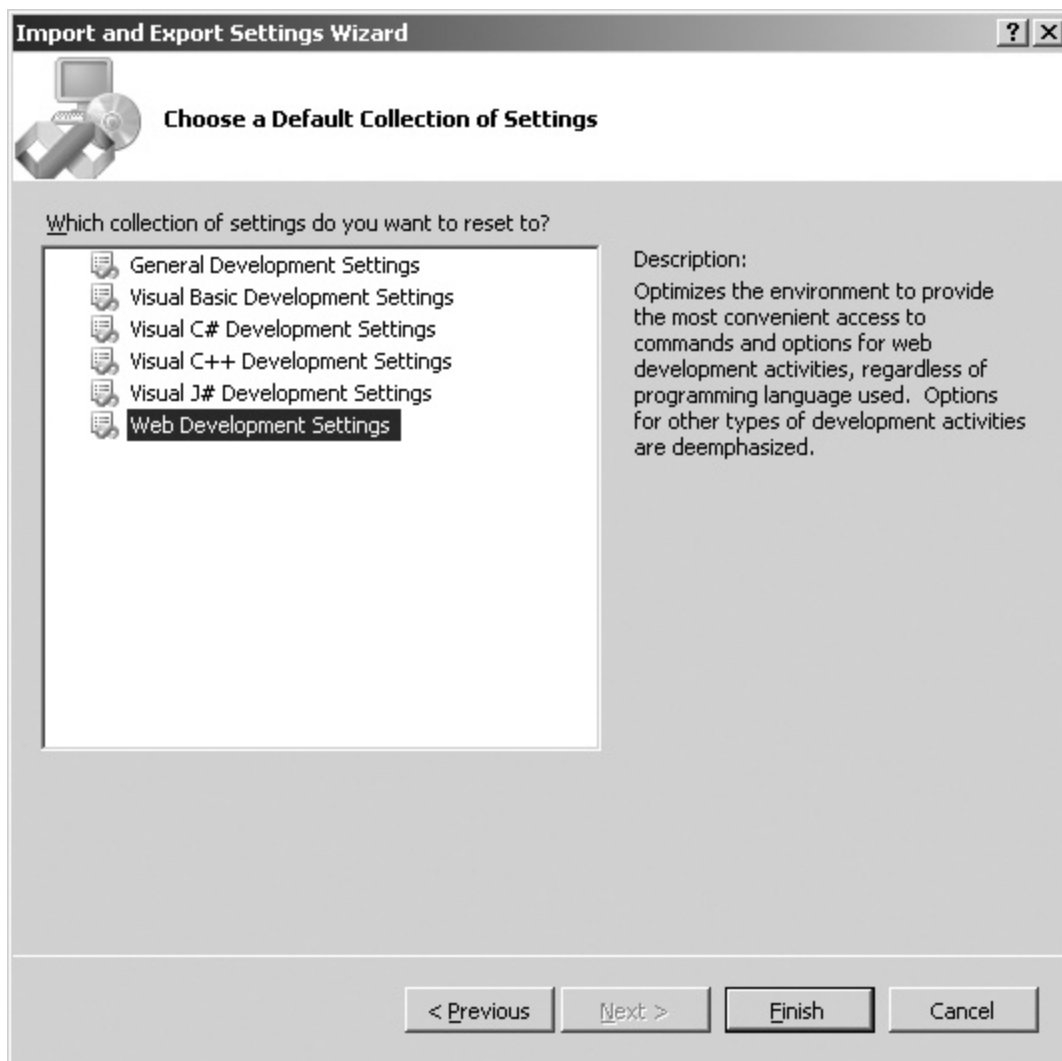 Import and Export Settings Wizard
? X
Choose a Default Collection of Settings
Which collection of settings do you want to reset to?
General Development Settings
Visual Basic Development Settings
Visual C# Development Settings
Visual C++ Development Settings
Visual J# Development Settings
Web Development Settings
Description:
Optimizes the environment to provide
the most convenient access to
commands and options for web
development activities, regardless of
programming language used.  Options
for other types of development activities
are deemphasized.
< Previous
Next >
Finish
Cancel